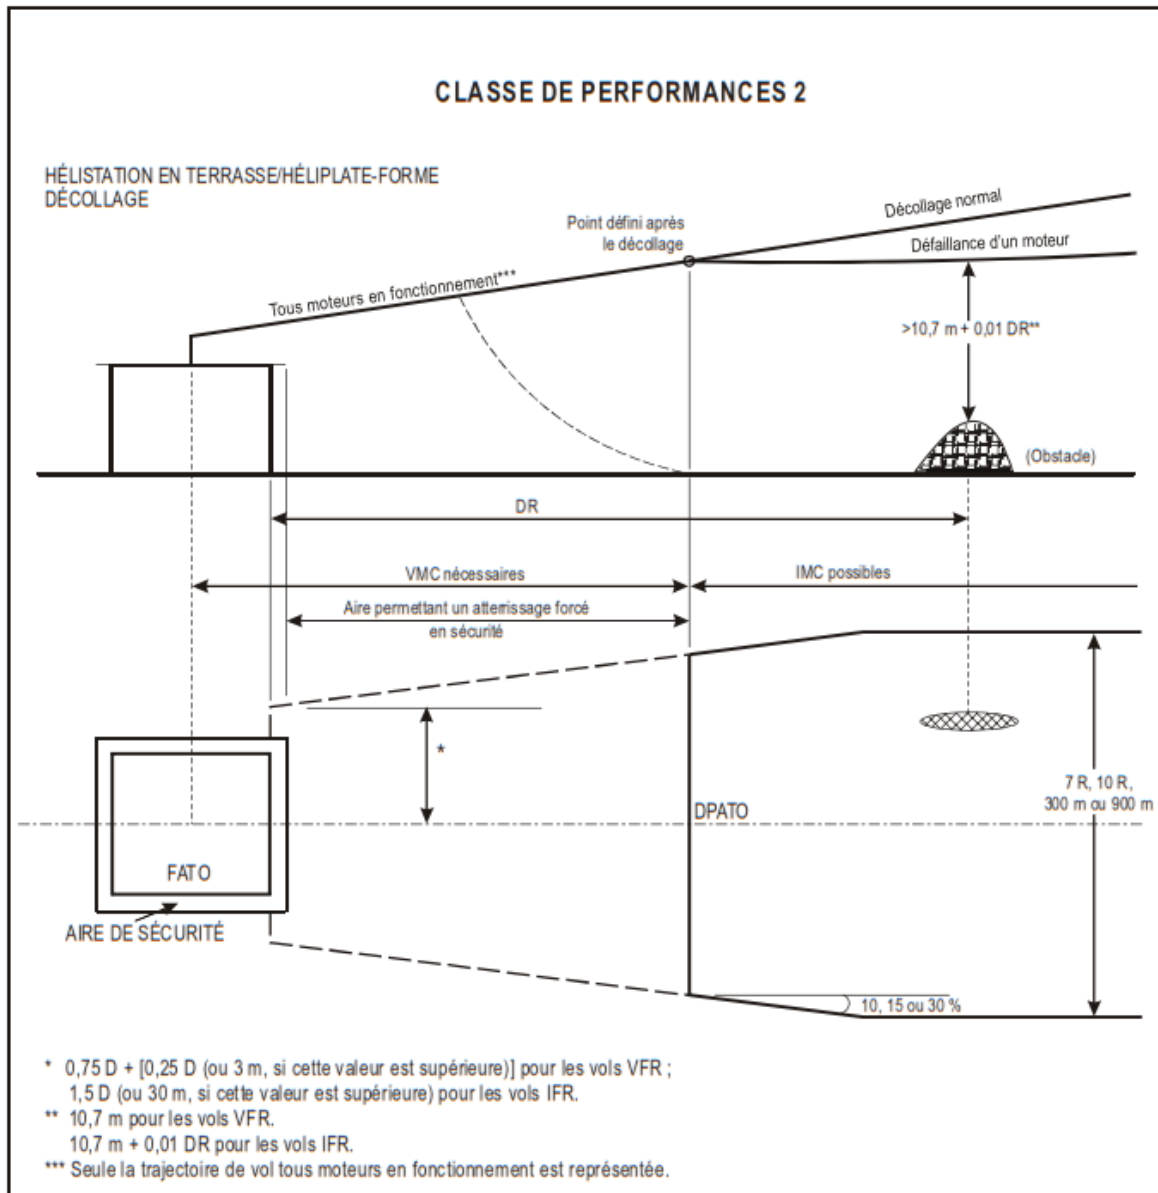 CLASSE DE PERFORMANCES 2
HÉLISTATION EN TERRASSE/HÉLIPLATE-FORME
DÉCOLLAGE
Point défini après
le décollage
Décollage normal
Défaillance d'un moteur
Tous moteurs en fonctionnement***
>10,7 m + 0,01 DR**
(Obstacle)
DR
VMC nécessaires
IMC possibles
Aire permettant un atterrissage forcé
en sécurité
*
7 R, 10 R,
300 m ou 900 m
DPATO
FATO
AIRE DE SÉCURITÉ
10, 15 ou 30 %
* 0,75 D + [0,25 D (ou 3 m, si cette valeur est supérieure)] pour les vols VFR ;
1,5 D (ou 30 m, si cette valeur est supérieure) pour les vols IFR.
** 10,7 m pour les vols VFR.
10,7 m + 0,01 DR pour les vols IFR.
*** Seule la trajectoire de vol tous moteurs en fonctionnement est représentée.